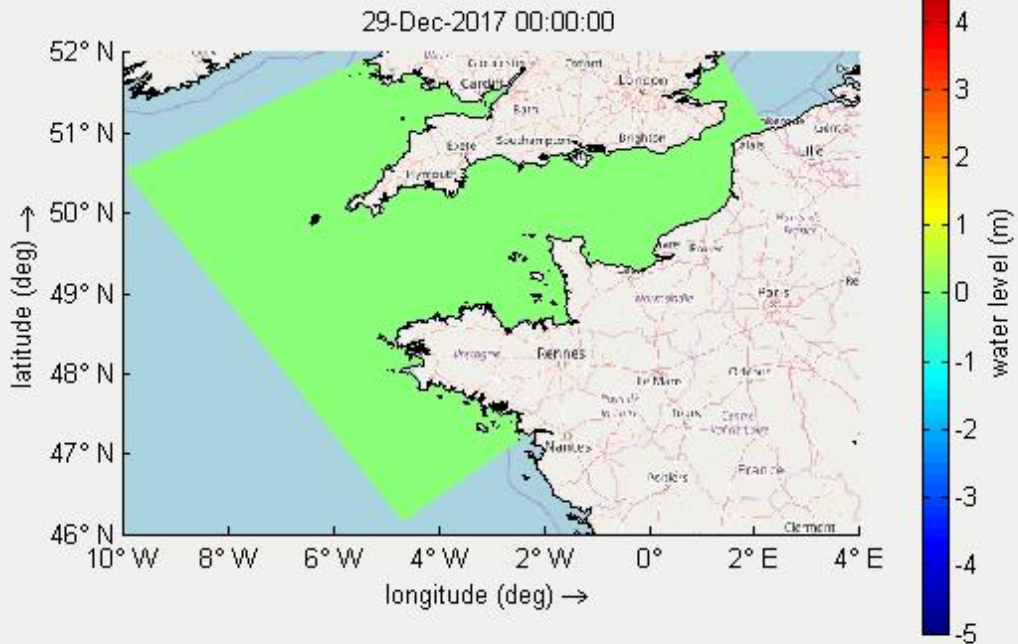 29-Dec-2017 00:00:00
52° N
51° N
50° N
49° N
48° N
47° N
46° N
latitude (deg) →
10° W
8° W
6° W
4° W
2° W
0°
2° E
4° E
longitude (deg) →
4
3
2
1
0
-1
-2
-3
-4
-5
water level (m)
Cardiff
London
Southampton
Brighton
Plymouth
Calais
Lille
Paris
Bretagne
Rennes
Le Mans
Tours
Nantes
Poitiers
France
Clermont